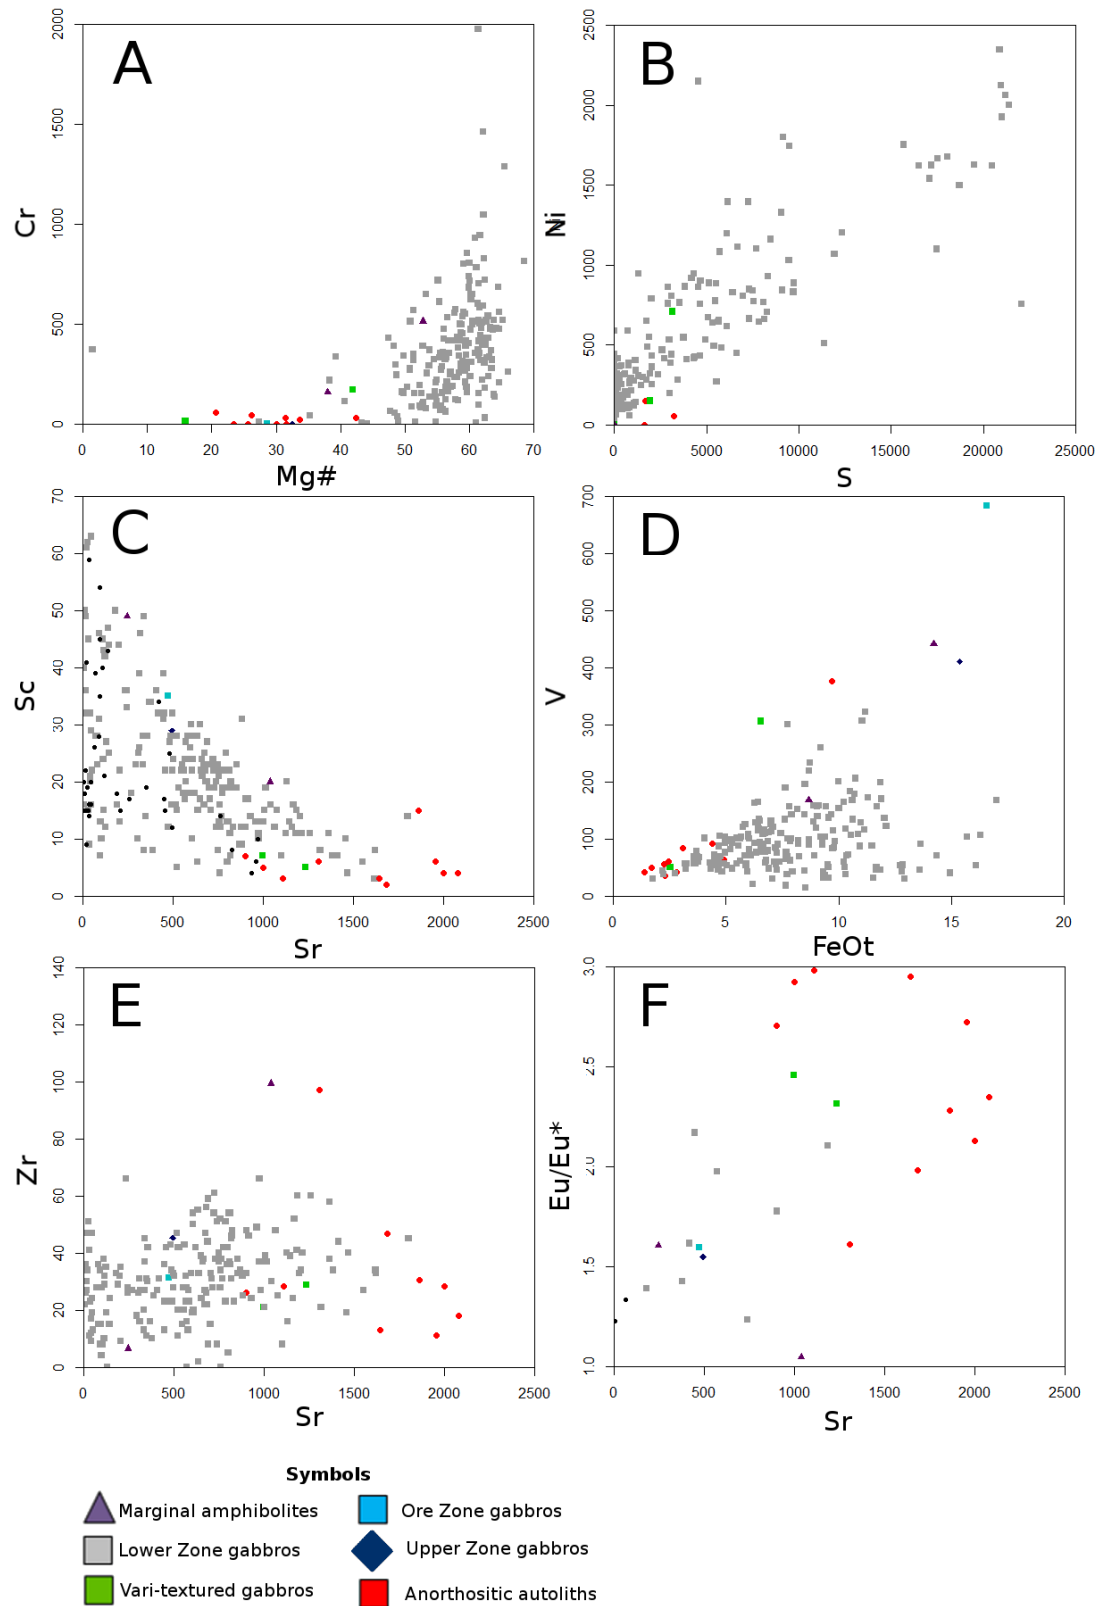 A
Cr
0 500 1000 1500 2000
0 10 20 30 40 50 60 70
Mg#
B
Ni
0 500 1000 1500 2000 2500
0 5000 10000 15000 20000 25000
S
C
Sc
0 10 20 30 40 50 60 70
0 500 1000 1500 2000 2500
Sr
D
V
0 100 200 300 400 500 600 700
0 5 10 15 20
FeOt
E
Zr
0 20 40 60 80 100 120 140
0 500 1000 1500 2000 2500
Sr
F
Eu/Eu*
1.0 1.5 2.0 2.5 3.0
0 500 1000 1500 2000 2500
Sr
Symbols
Marginal amphibolites
Ore Zone gabbros
Lower Zone gabbros
Upper Zone gabbros
Vari-textured gabbros
Anorthositic autoliths